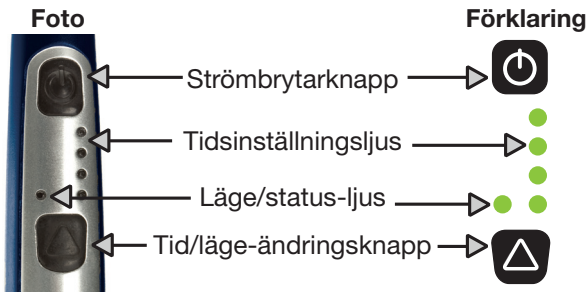 Foto
Förklaring
Strömbrytarknapp
Tidsinställningsljus
Läge/status-ljus
Tid/läge-ändringsknapp